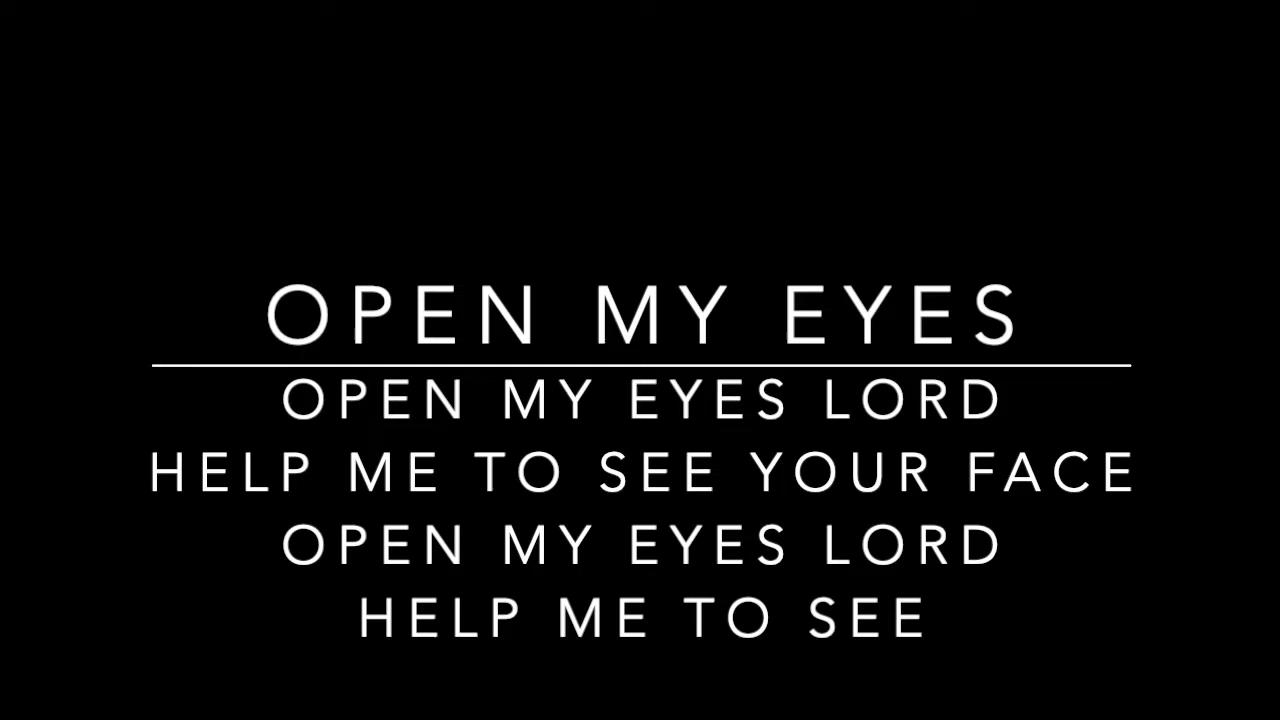 OPEN MY EYES
OPEN MY EYES LORD
HELP ME TO SEE YOUR FACE
OPEN MY EYES LORD
HELP ME TO SEE